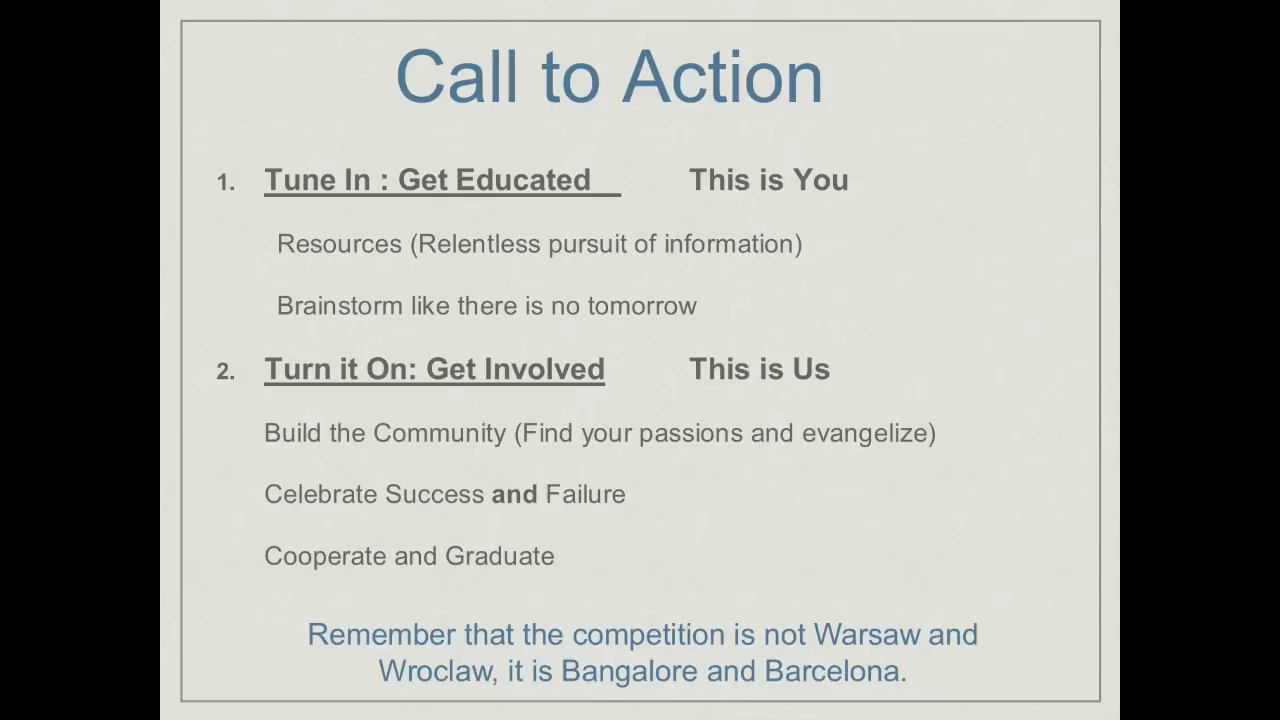 Call to Action
1. Tune In : Get Educated This is You
Resources (Relentless pursuit of information)
Brainstorm like there is no tomorrow
2. Turn it On: Get Involved This is Us
Build the Community (Find your passions and evangelize)
Celebrate Success and Failure
Cooperate and Graduate
Remember that the competition is not Warsaw and
Wroclaw, it is Bangalore and Barcelona.